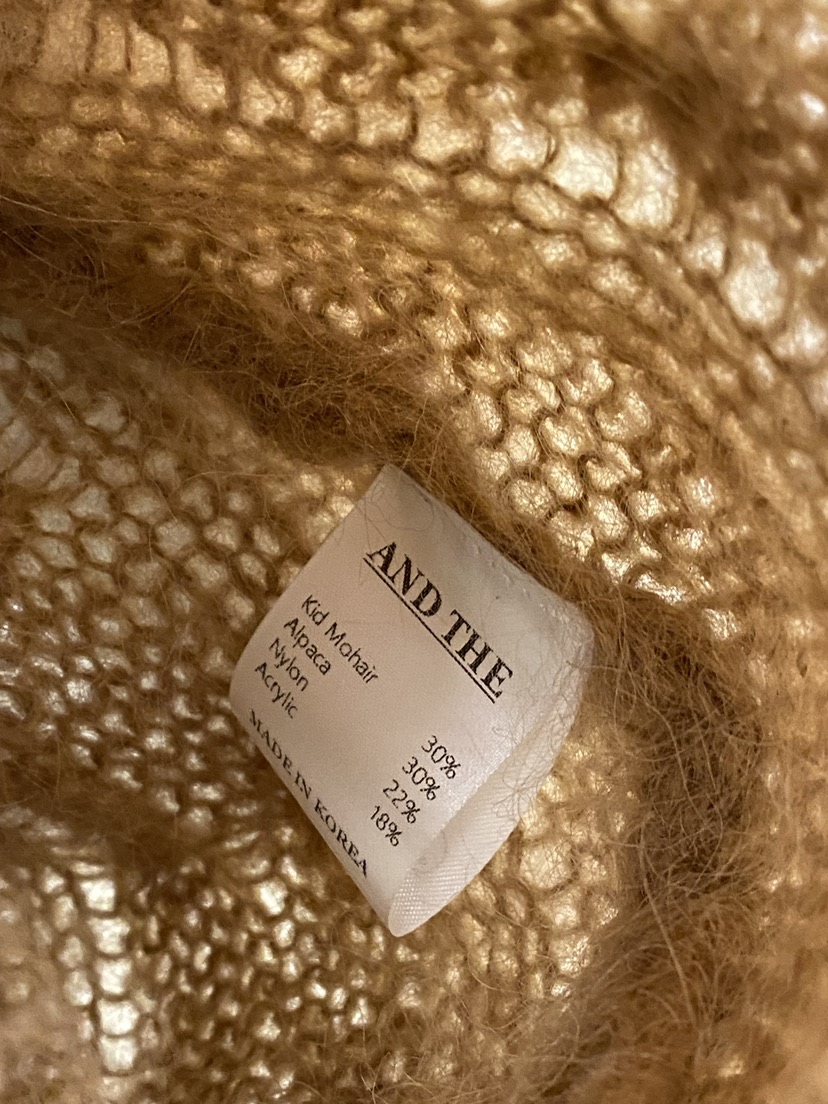 AND THE
Kid Mohair 30%
Alpaca 30%
Nylon 22%
Acrylic 18%
MADE IN KOREA